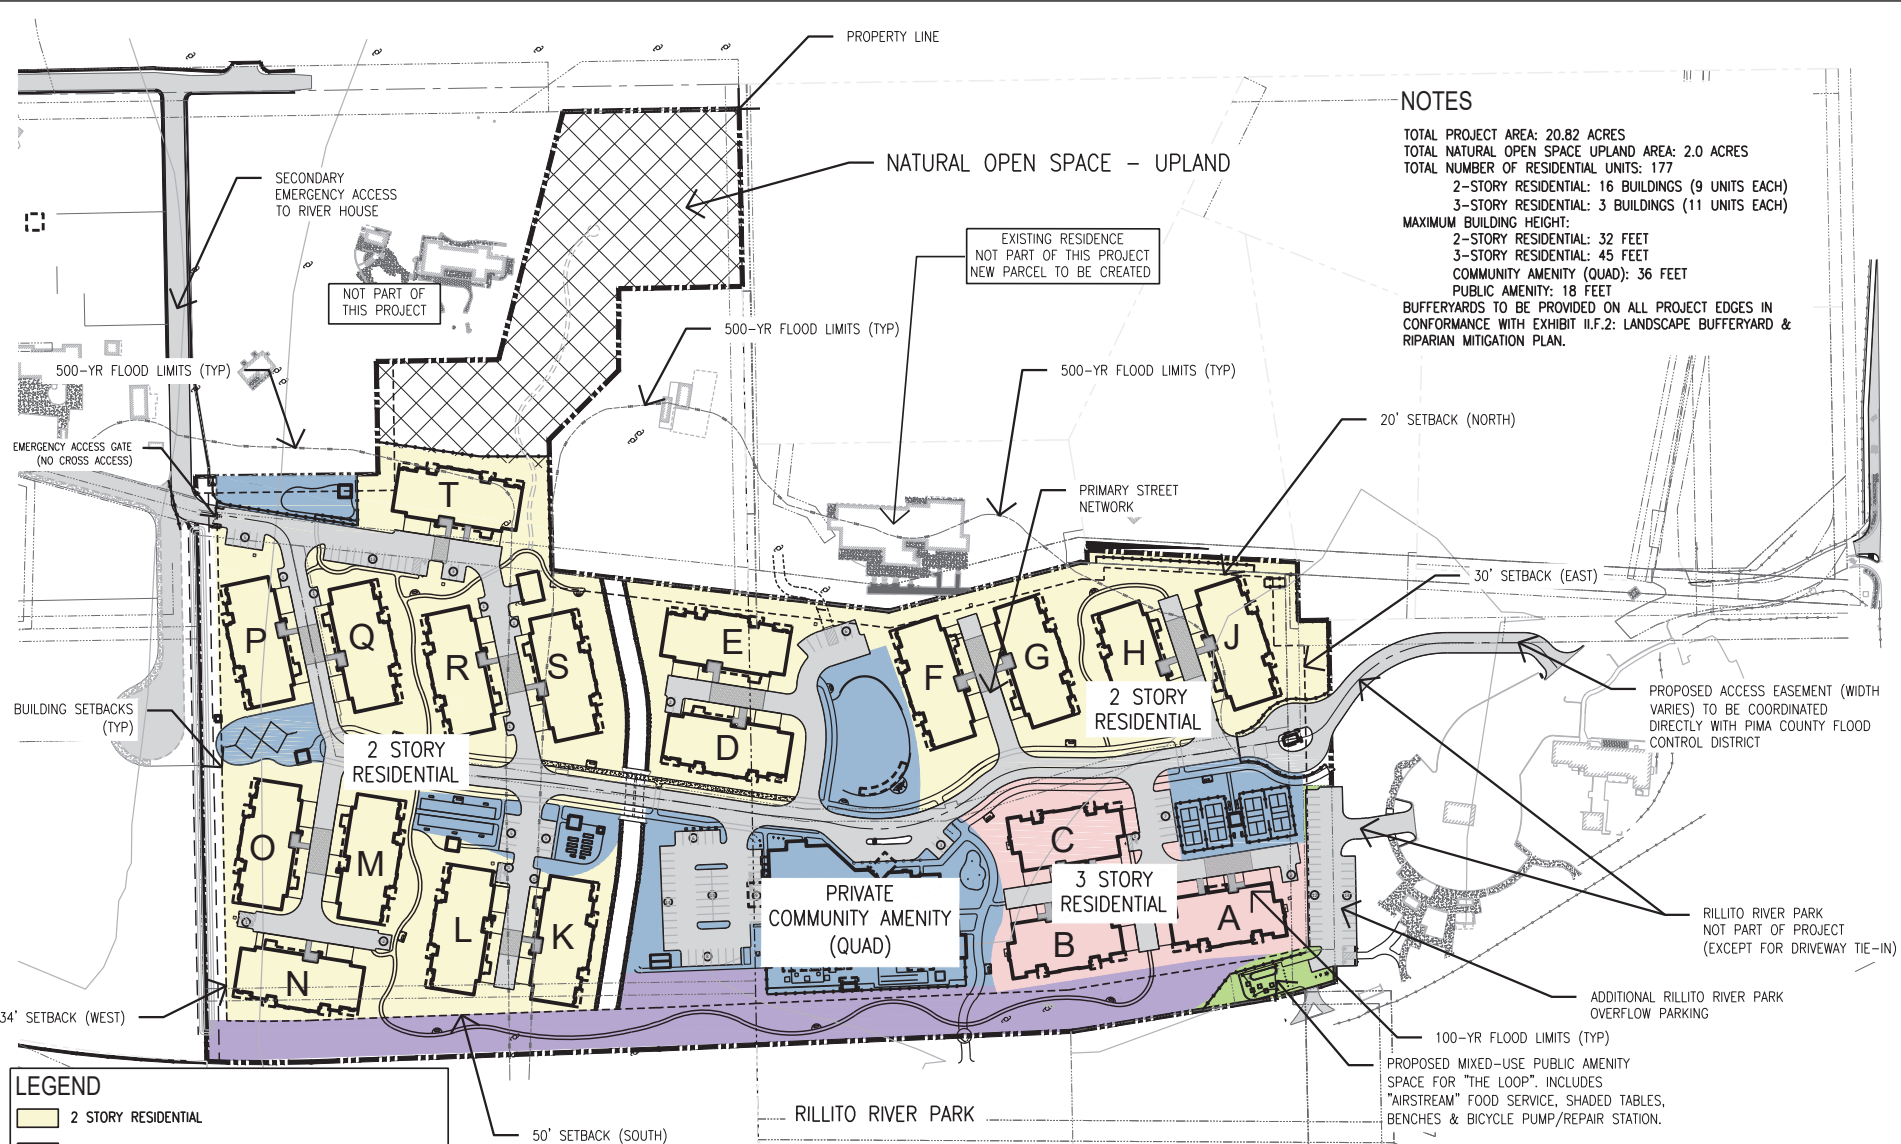 PROPERTY LINE
NOTES
TOTAL PROJECT AREA: 20.82 ACRES
TOTAL NATURAL OPEN SPACE UPLAND AREA: 2.0 ACRES
TOTAL NUMBER OF RESIDENTIAL UNITS: 177
2-STORY RESIDENTIAL: 16 BUILDINGS (9 UNITS EACH)
3-STORY RESIDENTIAL: 3 BUILDINGS (11 UNITS EACH)
MAXIMUM BUILDING HEIGHT:
2-STORY RESIDENTIAL: 32 FEET
3-STORY RESIDENTIAL: 45 FEET
COMMUNITY AMENITY (QUAD): 36 FEET
PUBLIC AMENITY: 18 FEET
BUFFERYARDS TO BE PROVIDED ON ALL PROJECT EDGES IN
CONFORMANCE WITH EXHIBIT II.F.2: LANDSCAPE BUFFERYARD &
RIPARIAN MITIGATION PLAN.
NATURAL OPEN SPACE - UPLAND
SECONDARY
EMERGENCY ACCESS
TO RIVER HOUSE
EXISTING RESIDENCE
NOT PART OF THIS PROJECT
NEW PARCEL TO BE CREATED
NOT PART OF
THIS PROJECT
500-YR FLOOD LIMITS (TYP)
500-YR FLOOD LIMITS (TYP)
500-YR FLOOD LIMITS (TYP)
20' SETBACK (NORTH)
EMERGENCY ACCESS GATE
(NO CROSS ACCESS)
PRIMARY STREET
NETWORK
30' SETBACK (EAST)
T
P
Q
R
S
E
F
G
H
J
D
2 STORY
RESIDENTIAL
2 STORY
RESIDENTIAL
BUILDING SETBACKS
(TYP)
PROPOSED ACCESS EASEMENT (WIDTH
VARIES) TO BE COORDINATED
DIRECTLY WITH PIMA COUNTY FLOOD
CONTROL DISTRICT
O
M
L
K
N
C
B
A
3 STORY
RESIDENTIAL
PRIVATE
COMMUNITY AMENITY
(QUAD)
RILLITO RIVER PARK
NOT PART OF PROJECT
(EXCEPT FOR DRIVEWAY TIE-IN)
34' SETBACK (WEST)
ADDITIONAL RILLITO RIVER PARK
OVERFLOW PARKING
100-YR FLOOD LIMITS (TYP)
PROPOSED MIXED-USE PUBLIC AMENITY
SPACE FOR "THE LOOP". INCLUDES
"AIRSTREAM" FOOD SERVICE, SHADED TABLES,
BENCHES & BICYCLE PUMP/REPAIR STATION.
LEGEND
2 STORY RESIDENTIAL
50' SETBACK (SOUTH)
RILLITO RIVER PARK